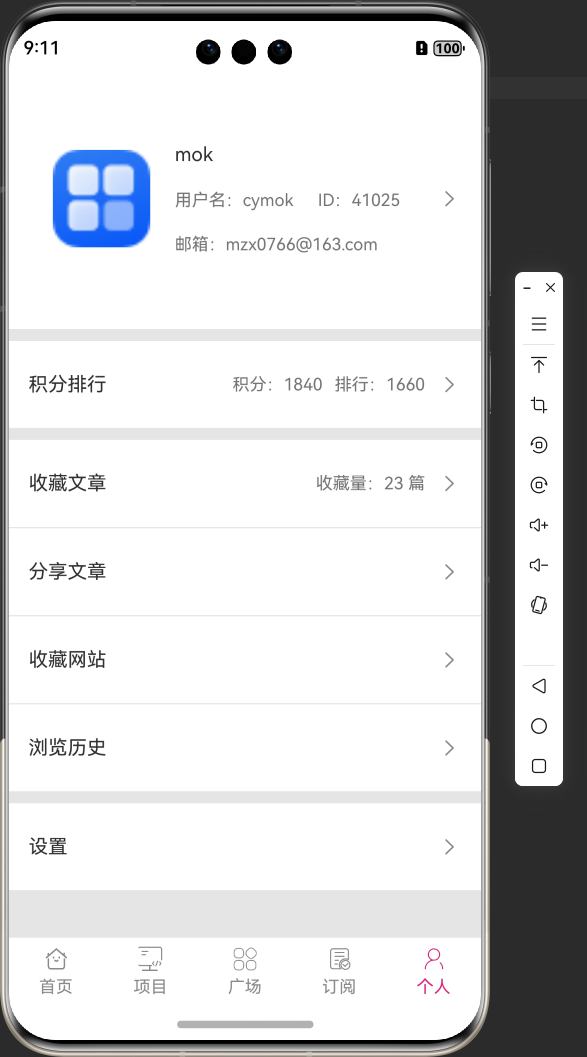 9:11
100
mok
用户名：cymok ID：41025
邮箱：mzx0766@163.com
积分排行 积分：1840 排行：1660
收藏文章 收藏量：23 篇
分享文章
收藏网站
浏览历史
设置
首页 项目 广场 订阅 个人